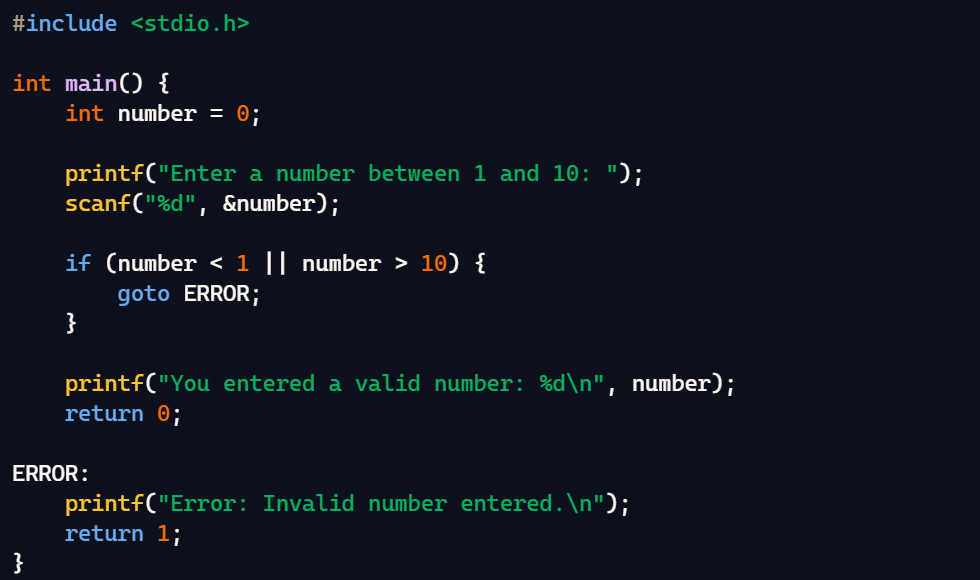 #include <stdio.h>

int main() {
    int number = 0;

    printf("Enter a number between 1 and 10: ");
    scanf("%d", &number);

    if (number < 1 || number > 10) {
        goto ERROR;
    }

    printf("You entered a valid number: %d\n", number);
    return 0;

ERROR:
    printf("Error: Invalid number entered.\n");
    return 1;
}